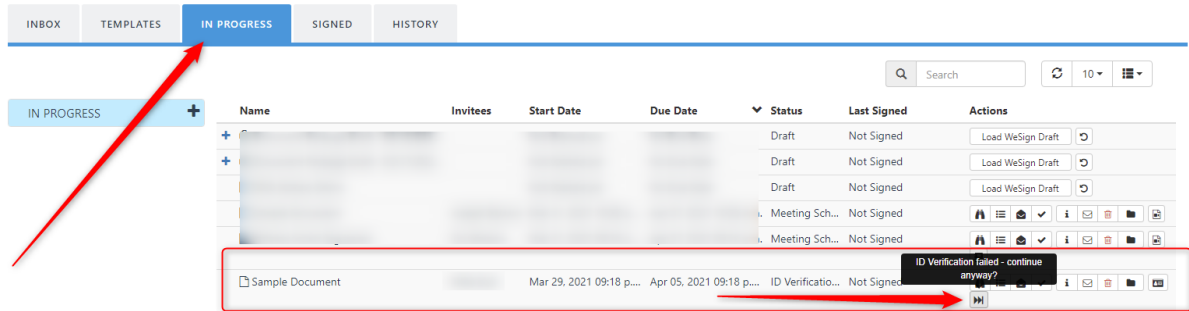 INBOX TEMPLATES IN PROGRESS SIGNED HISTORY
Search 10
IN PROGRESS
Name Invitees Start Date Due Date Status Last Signed Actions
Draft Not Signed Load WeSign Draft
Draft Not Signed Load WeSign Draft
Draft Not Signed Load WeSign Draft
Meeting Sch... Not Signed
Meeting Sch... Not Signed
ID Verification failed - continue
anyway?
Sample Document Mar 29, 2021 09:18 p.... Apr 05, 2021 09:18 p.... ID Verificatio... Not Signed